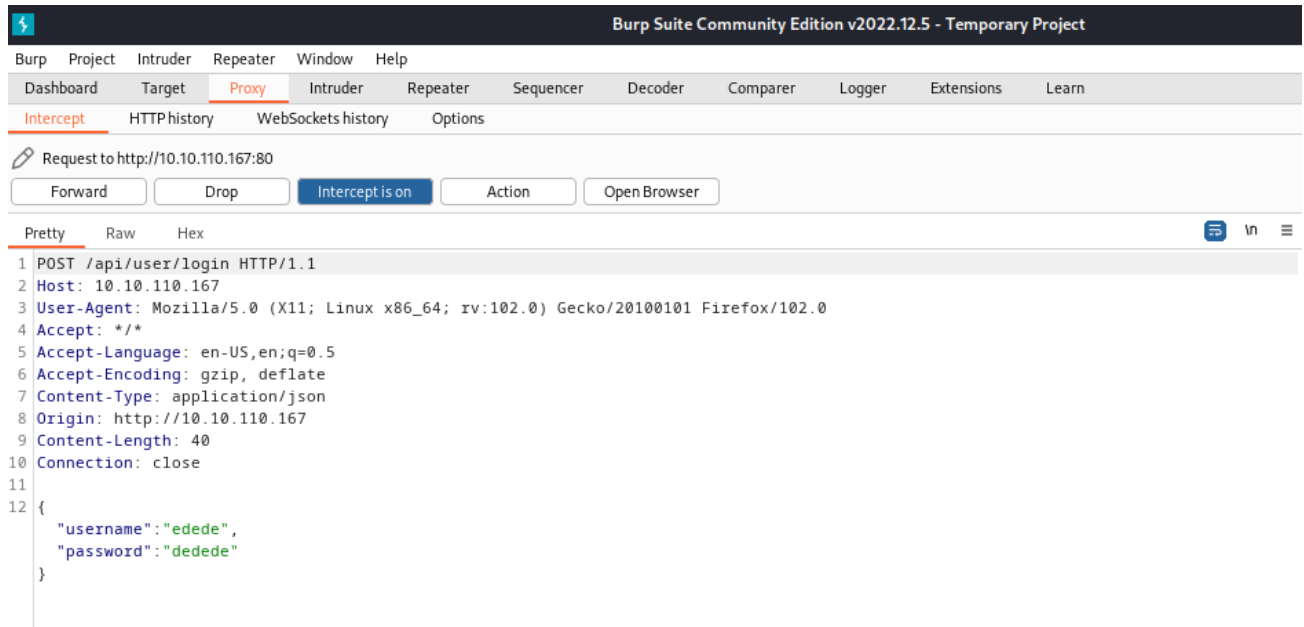 Burp Suite Community Edition v2022.12.5 - Temporary Project
Burp Project Intruder Repeater Window Help
Dashboard Target Proxy Intruder Repeater Sequencer Decoder Comparer Logger Extensions Learn
Intercept HTTP history WebSockets history Options
Request to http://10.10.110.167:80
Forward Drop Intercept is on Action Open Browser
Pretty Raw Hex \n
1 POST /api/user/login HTTP/1.1
2 Host: 10.10.110.167
3 User-Agent: Mozilla/5.0 (X11; Linux x86_64; rv:102.0) Gecko/20100101 Firefox/102.0
4 Accept: */*
5 Accept-Language: en-US,en;q=0.5
6 Accept-Encoding: gzip, deflate
7 Content-Type: application/json
8 Origin: http://10.10.110.167
9 Content-Length: 40
10 Connection: close
11
12 {
"username":"edede",
"password":"dedede"
}